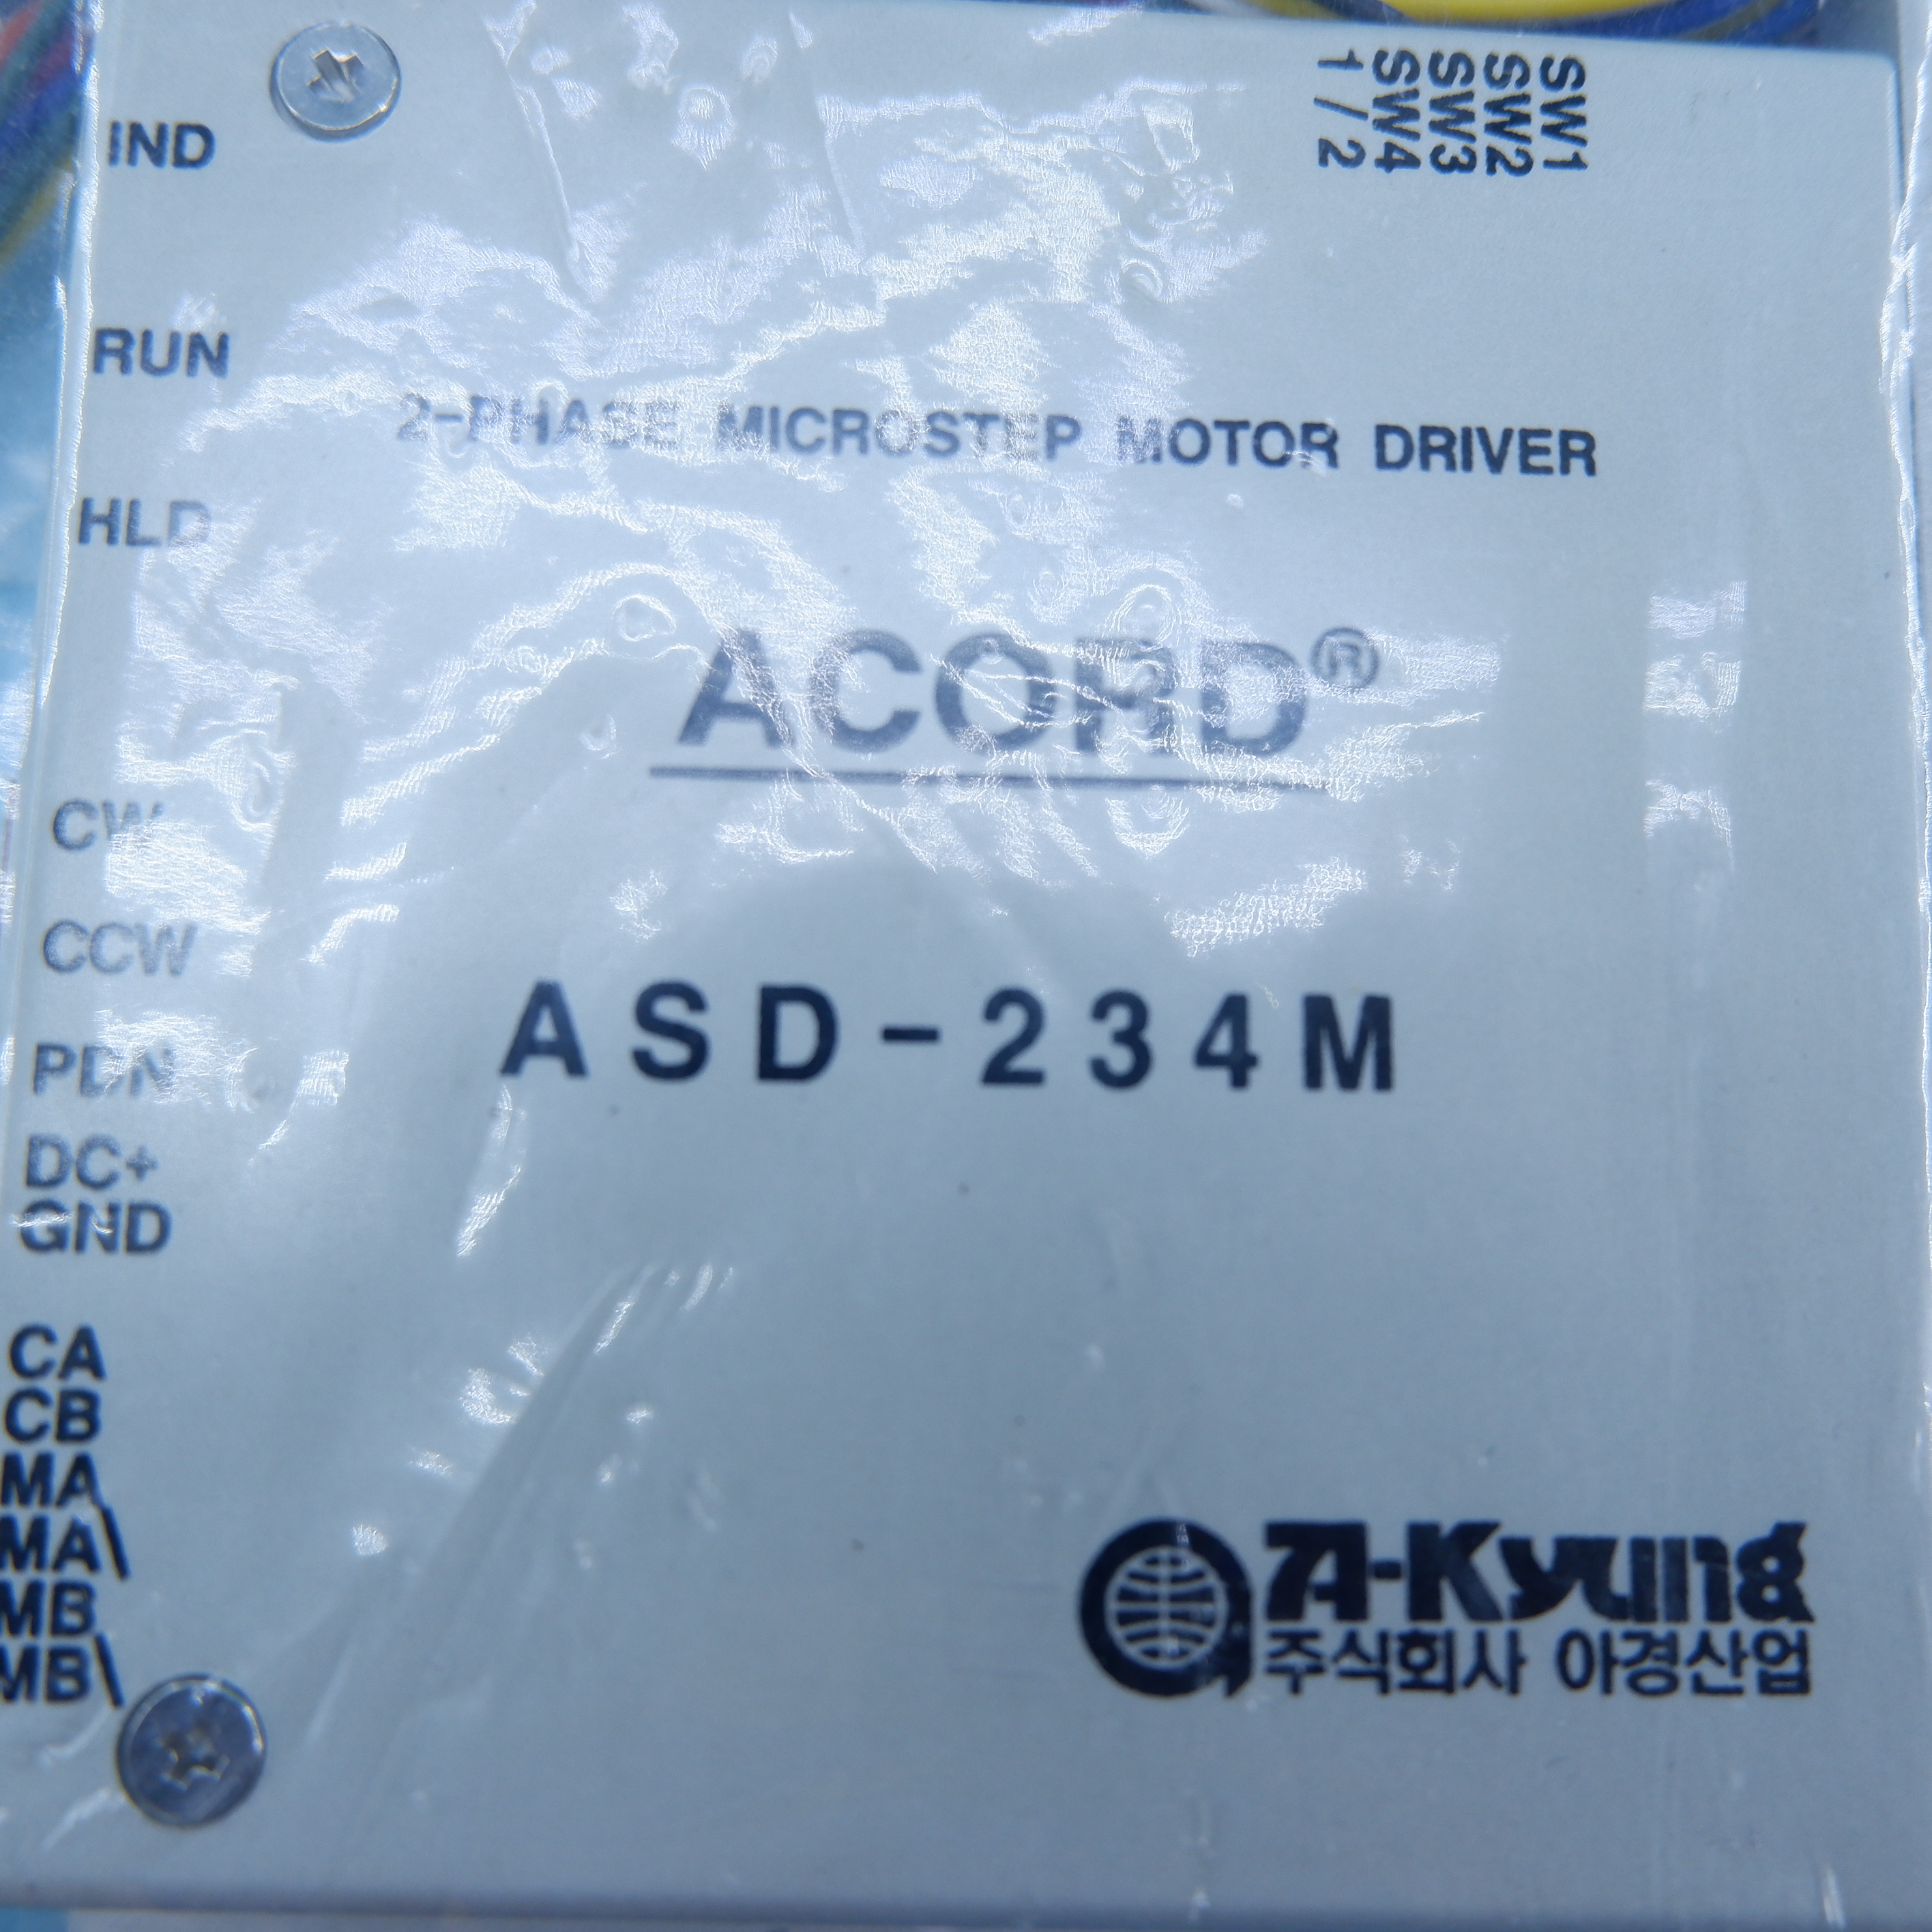 IND
SW1
SW2
SW3
SW4
1/2
RUN
2-PHASE MICROSTEP MOTOR DRIVER
HLD
ACORD®
CW
CCW
ASD-234M
PDN
DC+
GND
CA
CB
MA
MA\
MB
MB\
A-Kyung
주식회사 아경산업